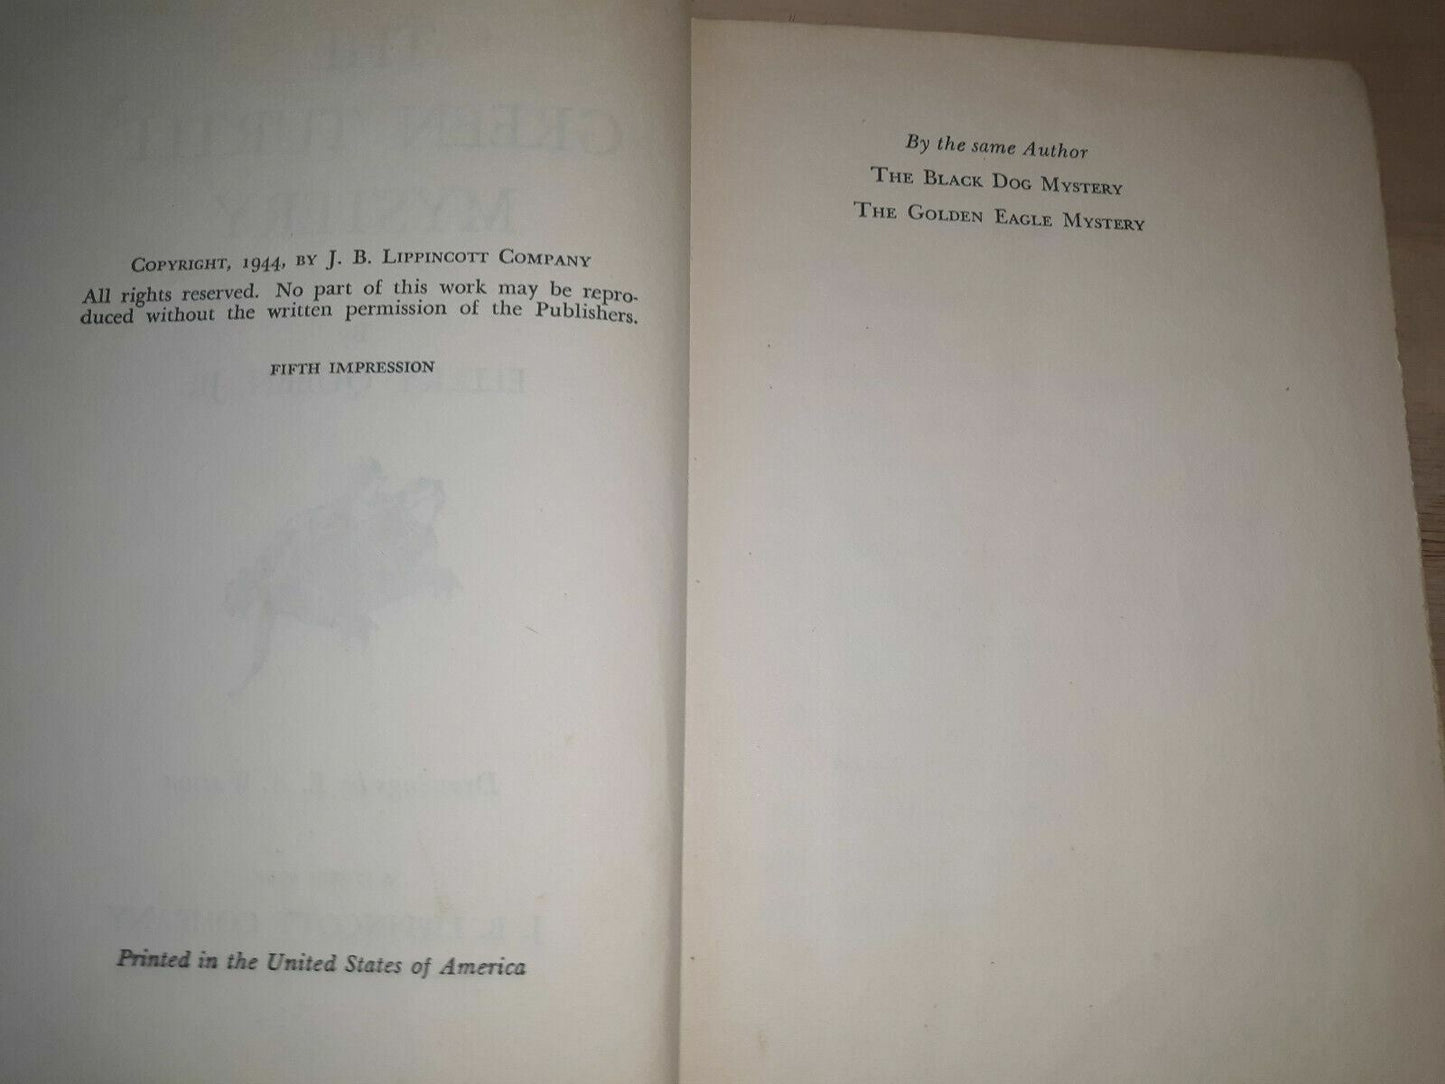 COPYRIGHT, 1944, BY J. B. LIPPINCOTT COMPANY
All rights reserved. No part of this work may be repro-
duced without the written permission of the Publishers.
FIFTH IMPRESSION
Printed in the United States of America
By the same Author
THE BLACK DOG MYSTERY
THE GOLDEN EAGLE MYSTERY